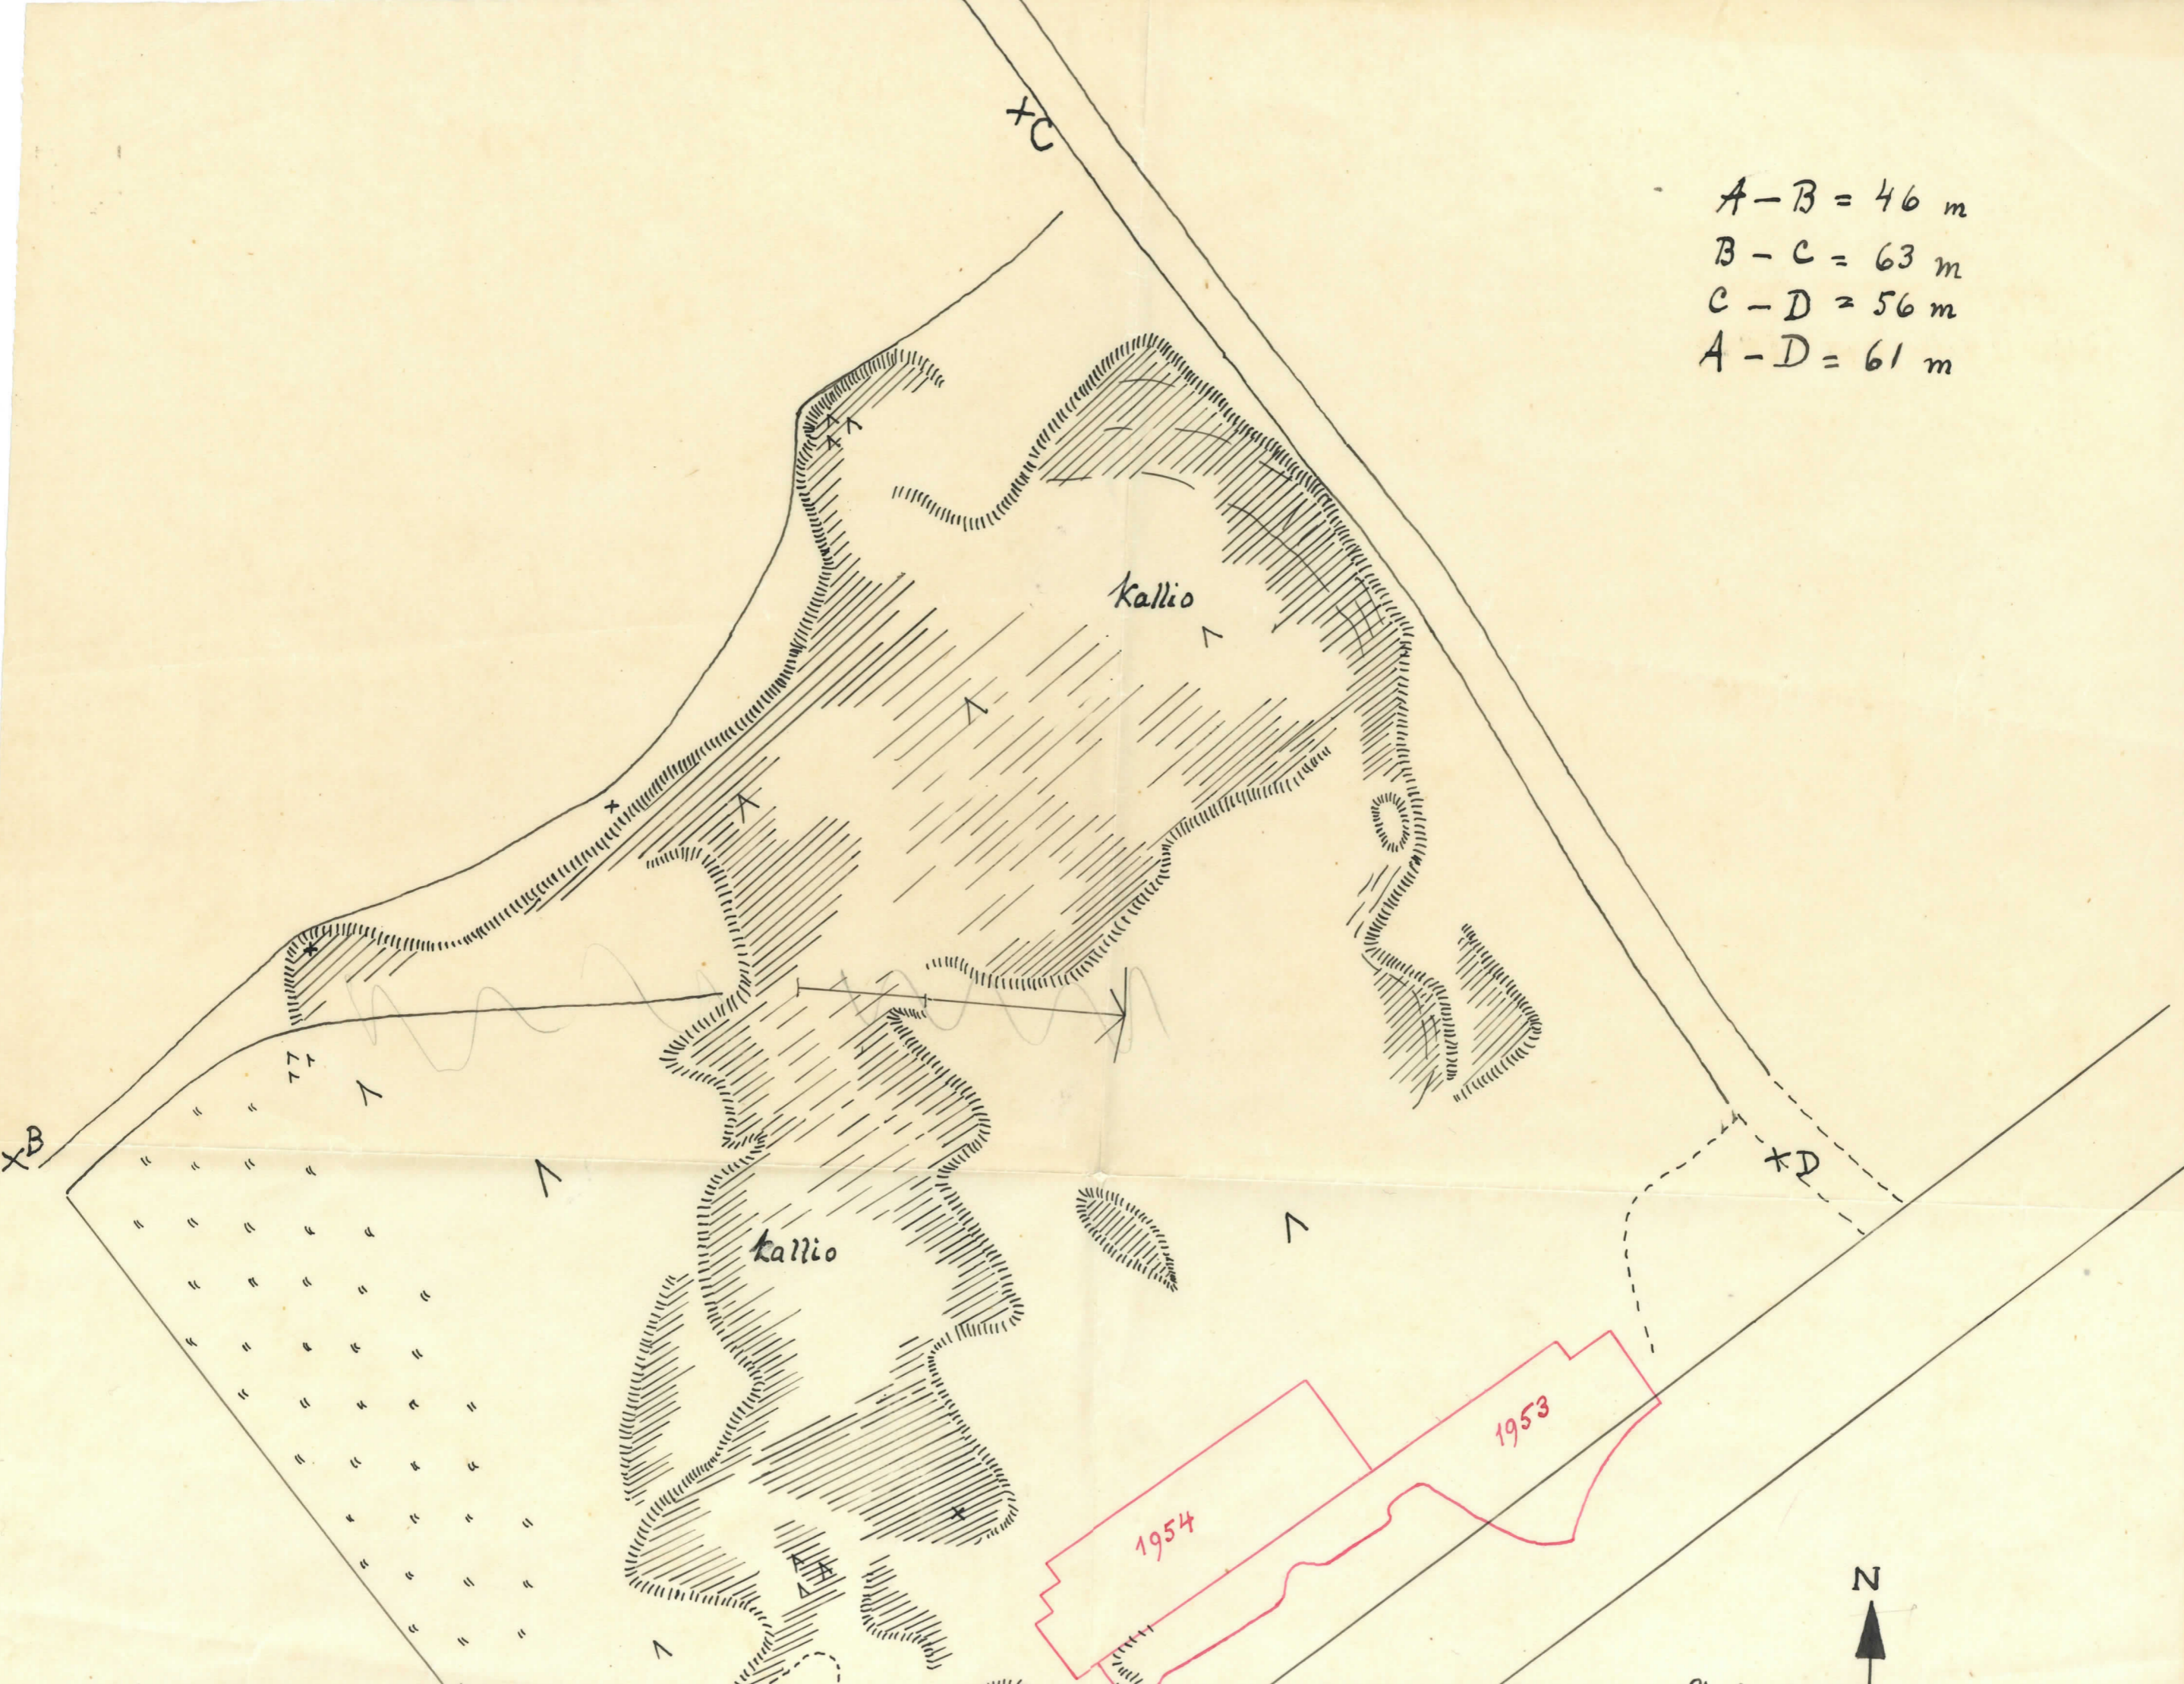 C
A – B = 46 m
B – C = 63 m
C – D = 56 m
A – D = 61 m
Kallio
B
D
Kallio
1953
1954
N